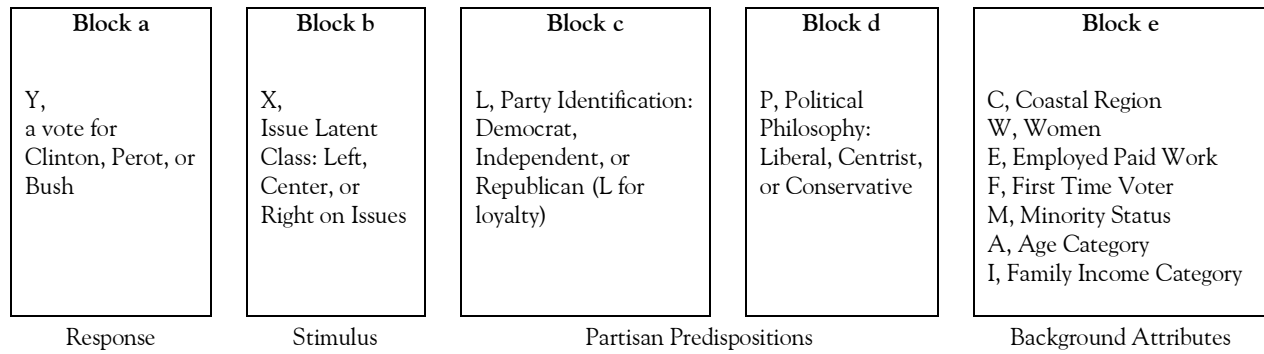 Block a
Y,
a vote for
Clinton, Perot, or
Bush
Block b
X,
Issue Latent
Class: Left,
Center, or
Right on Issues
Block c
L, Party Identification:
Democrat,
Independent, or
Republican (L for
loyalty)
Block d
P, Political
Philosophy:
Liberal, Centrist,
or Conservative
Block e
C, Coastal Region
W, Women
E, Employed Paid Work
F, First Time Voter
M, Minority Status
A, Age Category
I, Family Income Category
Response
Stimulus
Partisan Predispositions
Background Attributes